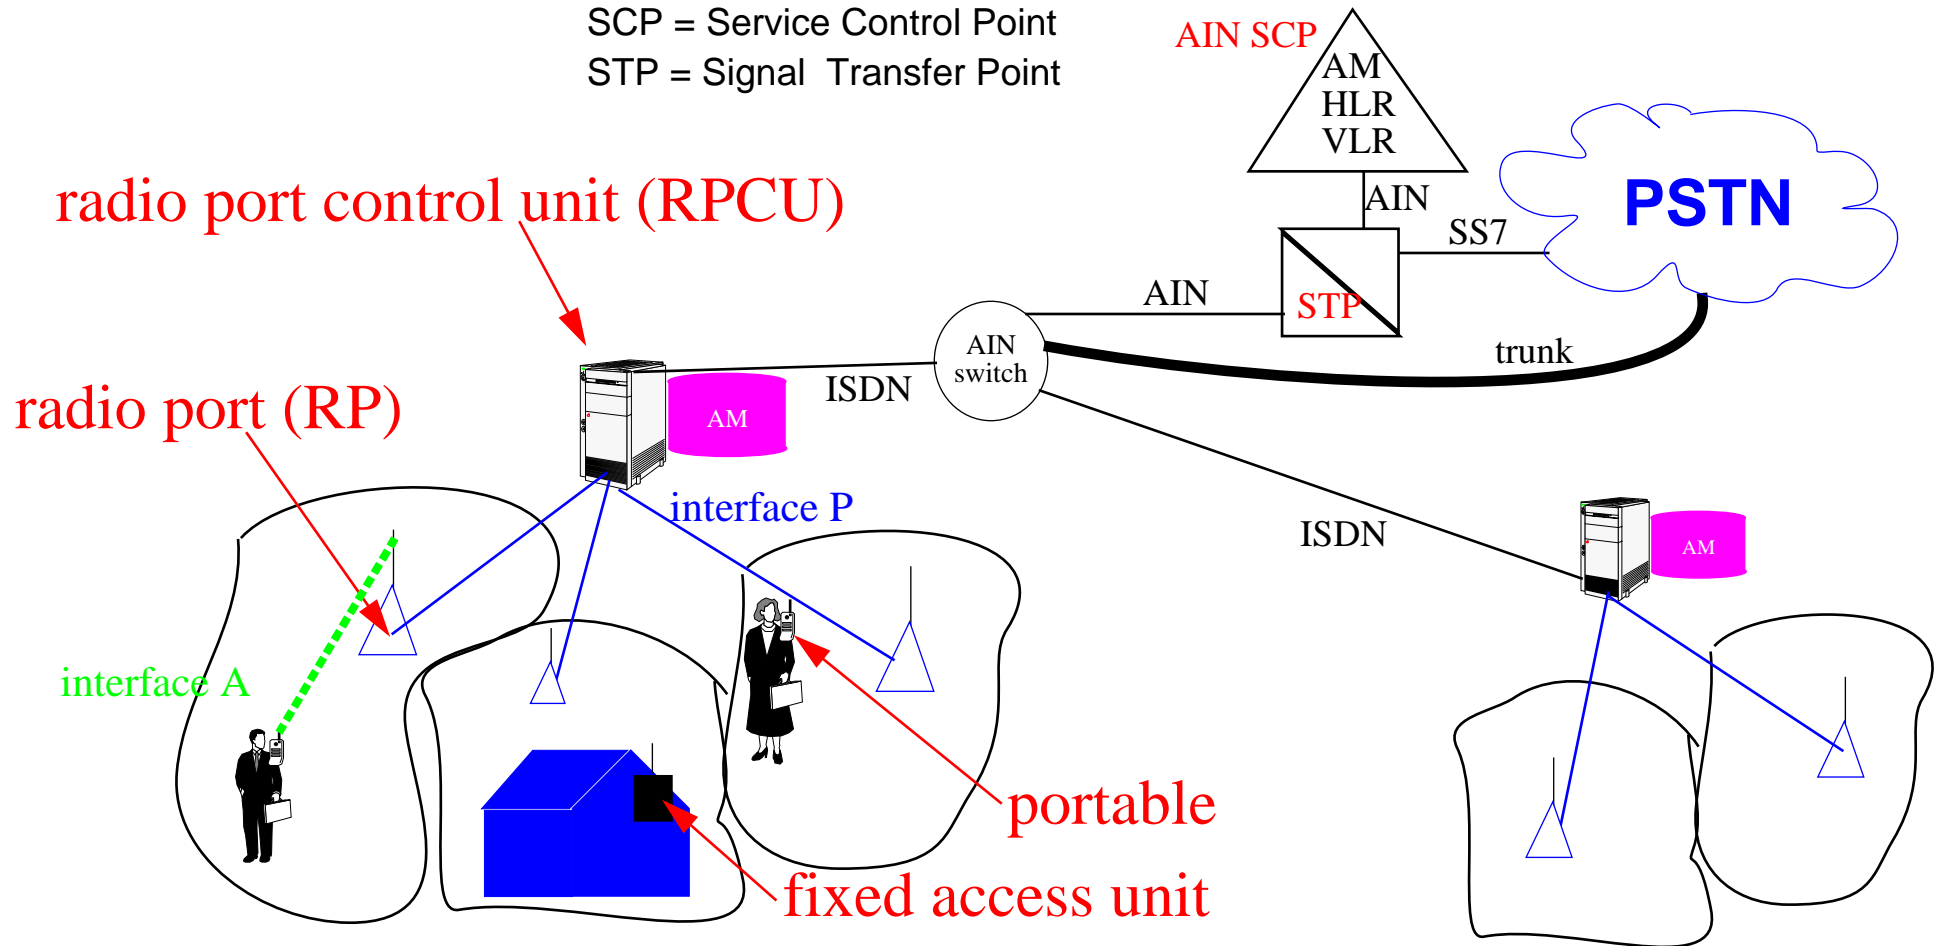 SCP = Service Control Point
STP = Signal Transfer Point
AIN SCP
AM
HLR
VLR
AIN
PSTN
SS7
radio port control unit (RPCU)
AIN
STP
trunk
AIN
switch
ISDN
radio port (RP)
AM
interface P
ISDN
AM
interface A
portable
fixed access unit